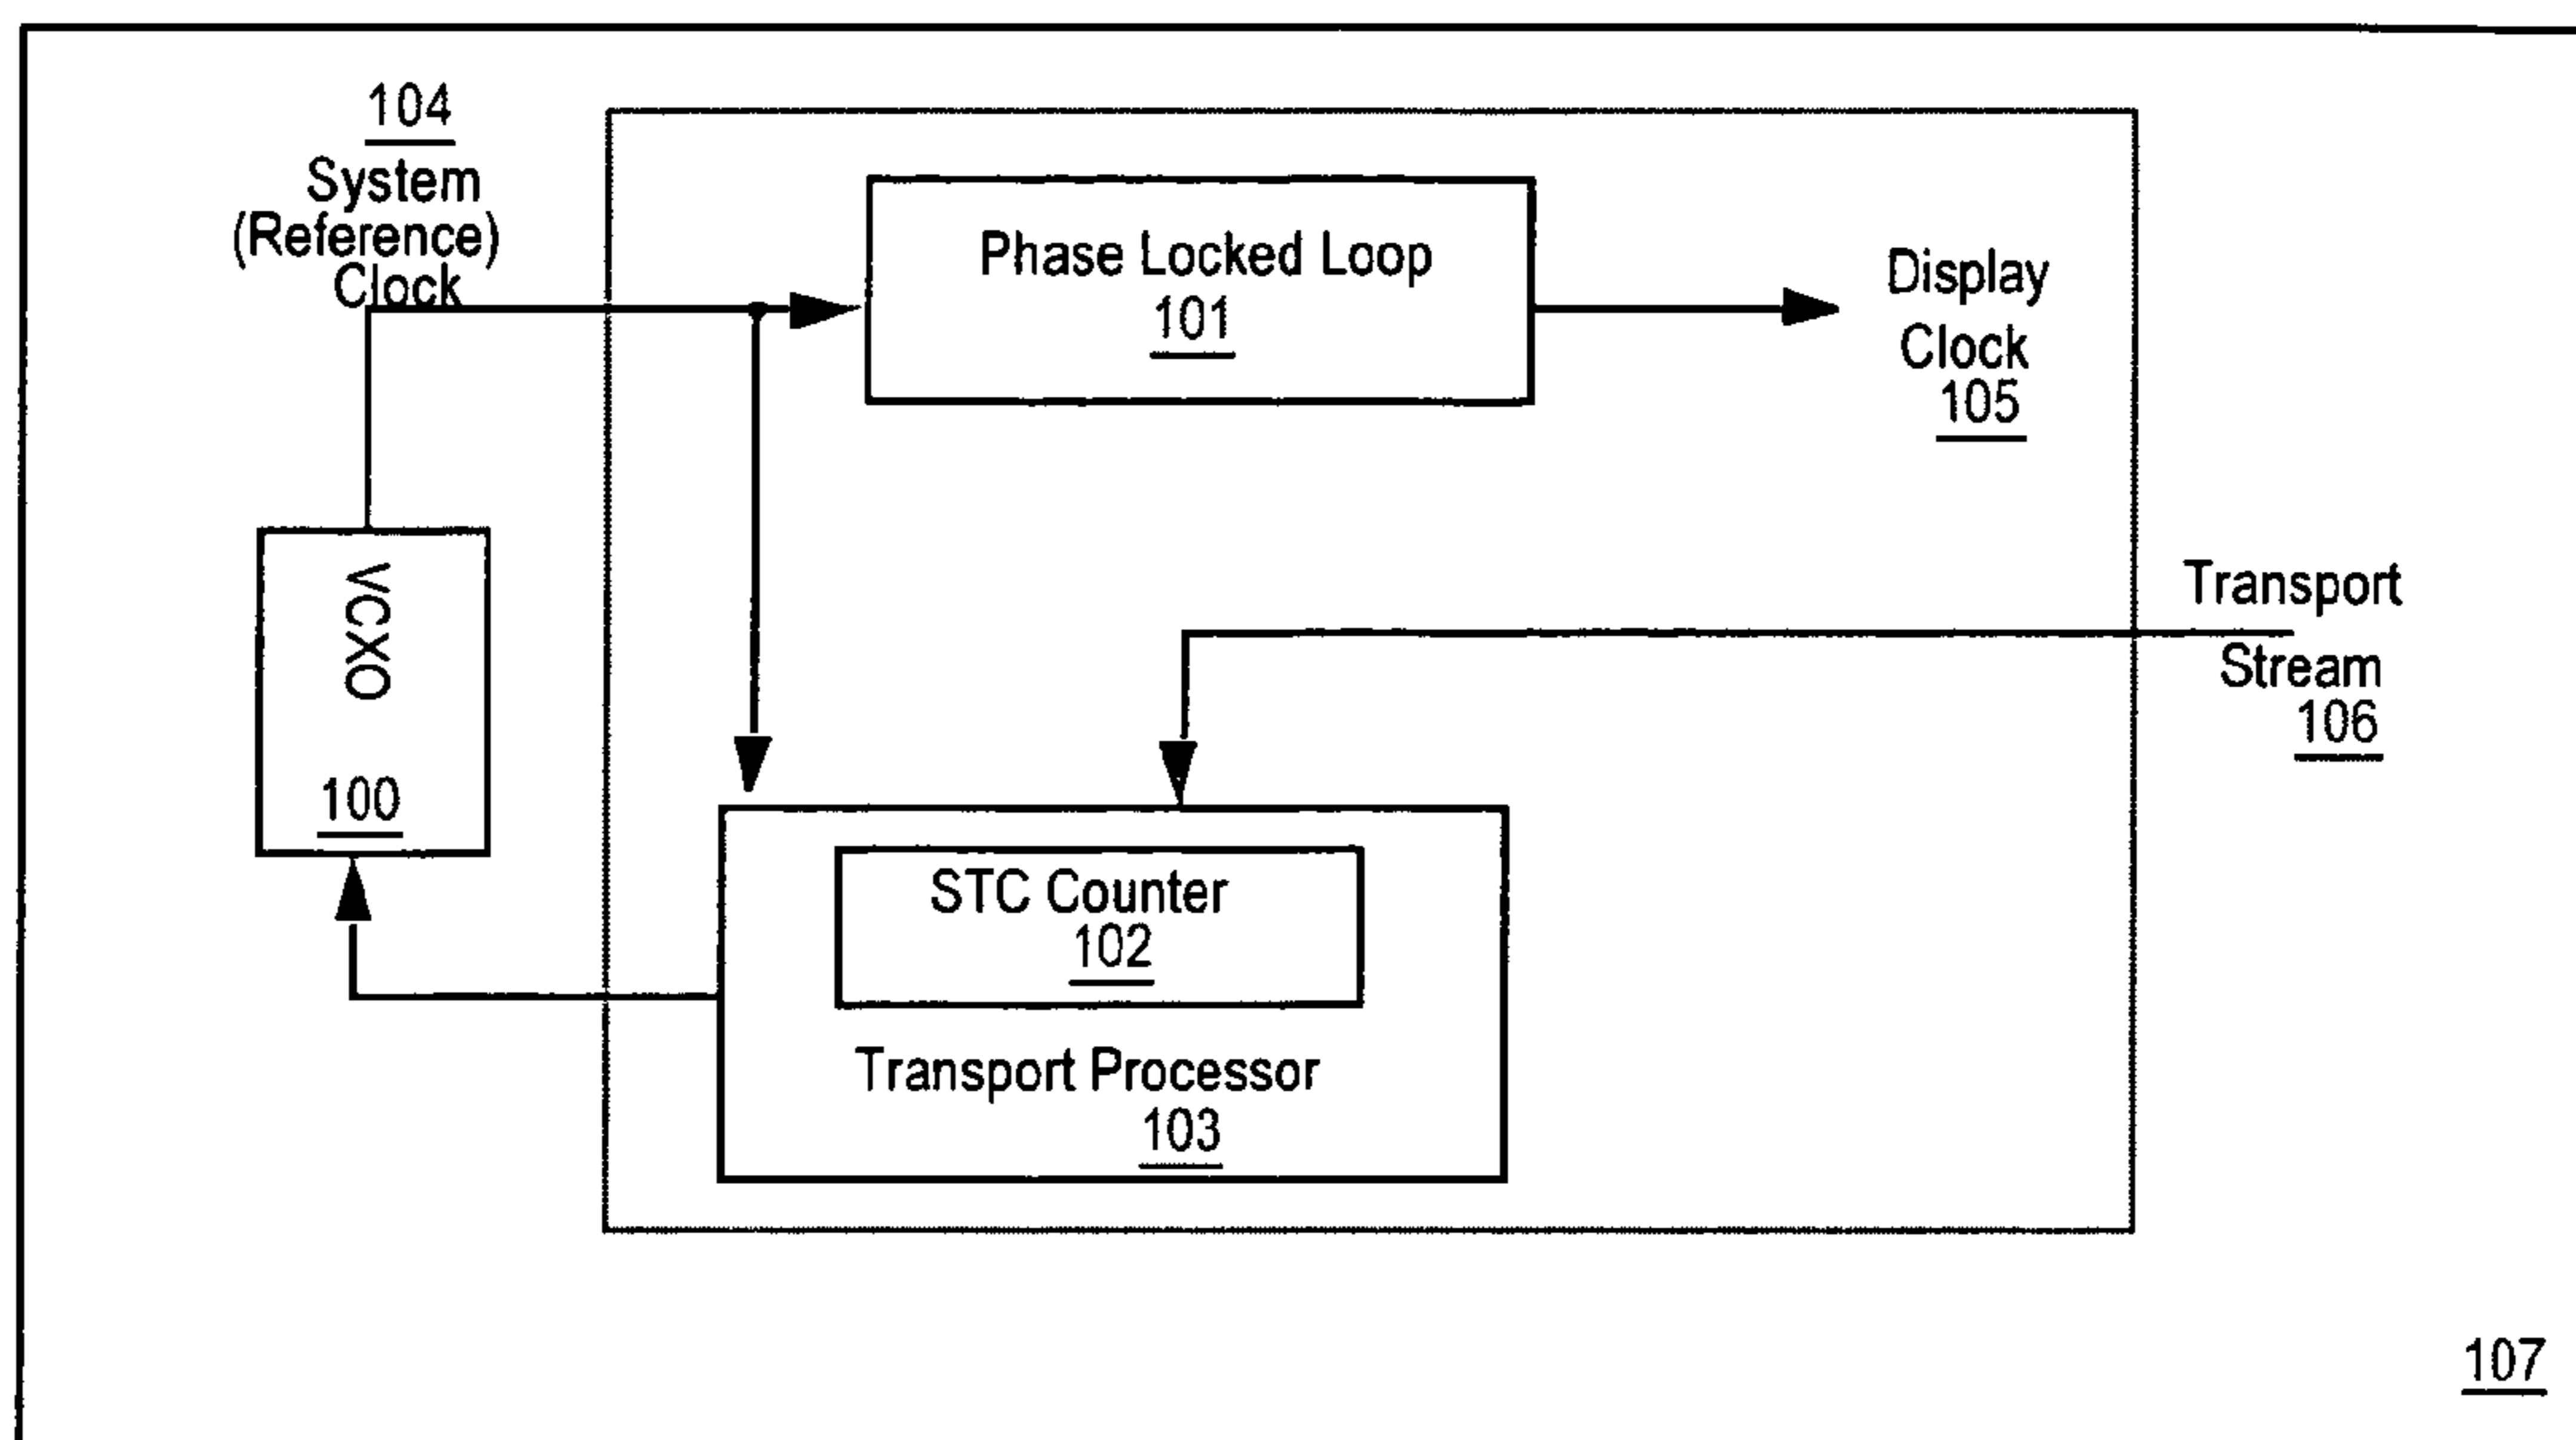 104
System
(Reference)
Clock
Phase Locked Loop
101
Display
Clock
105
VCXO
100
Transport
Stream
106
STC Counter
102
Transport Processor
103
107